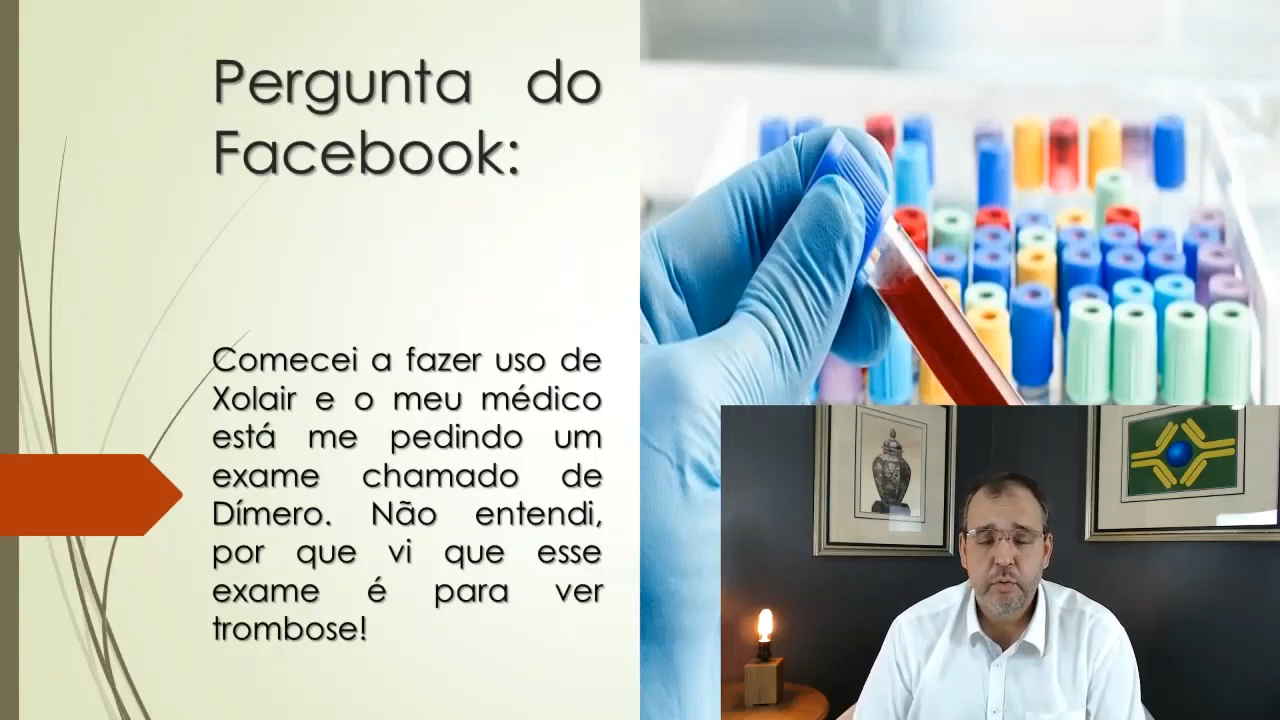 Pergunta do
Facebook:
Comecei a fazer uso de
Xolair e o meu médico
está me pedindo um
exame chamado de
Dímero. Não entendi,
por que vi que esse
exame é para ver
trombose!